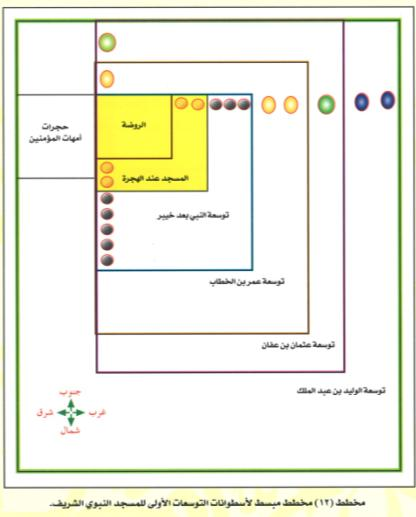 الروضة
حجرات
أمهات المؤمنين
المسجد عند الهجرة
توسعة النبي بعد خيبر
توسعة عمر بن الخطاب
توسعة عثمان بن عفان
توسعة الوليد بن عبد الملك
جنوب
غرب
شرق
شمال
مخطط (١٢) مخطط مبسط لأسطوانات التوسعات الأولى للمسجد النبوي الشريف.